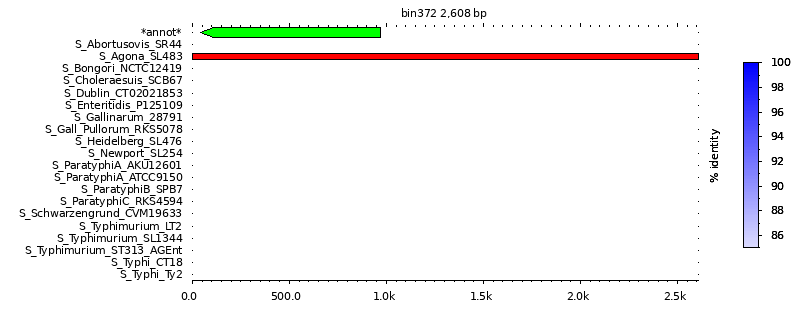 bin372 2,608 bp
*annot*
S_Abortusovis_SR44
S_Agona_SL483
S_Bongori_NCTC12419
S_Choleraesuis_SCB67
S_Dublin_CT02021853
S_Enteritidis_P125109
S_Gallinarum_28791
S_Gall_Pullorum_RKS5078
S_Heidelberg_SL476
S_Newport_SL254
S_ParatyphiA_AKU12601
S_ParatyphiA_ATCC9150
S_ParatyphiB_SPB7
S_ParatyphiC_RKS4594
S_Schwarzengrund_CVM19633
S_Typhimurium_LT2
S_Typhimurium_SL1344
S_Typhimurium_ST313_AGEnt
S_Typhi_CT18
S_Typhi_Ty2
0.0 500.0 1.0k 1.5k 2.0k 2.5k
% identity
100
98
96
94
92
90
88
86